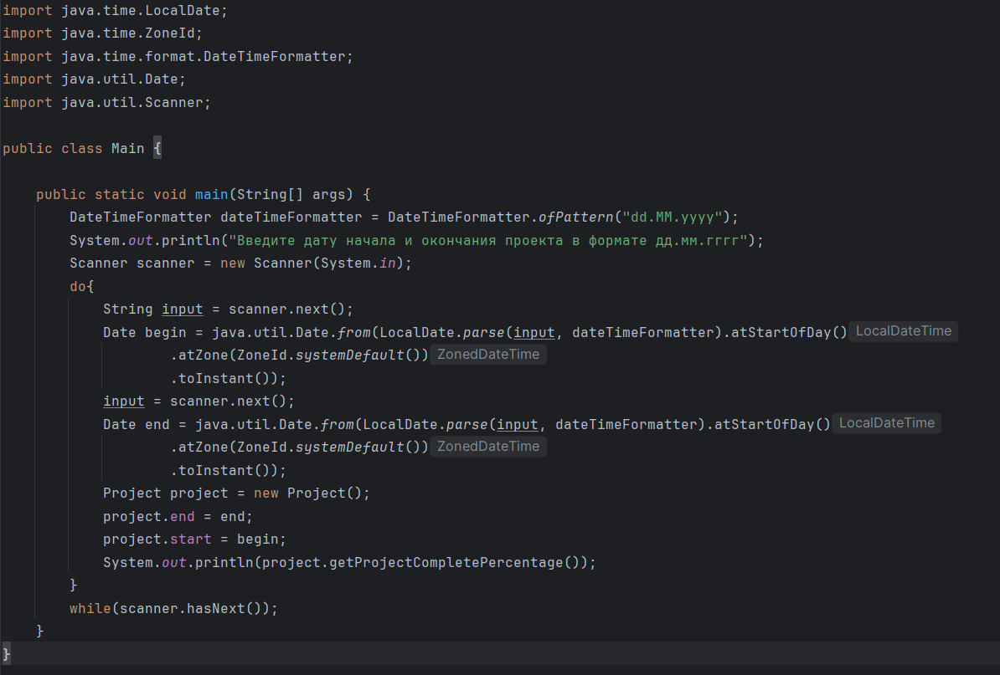 import java.time.LocalDate;
import java.time.ZoneId;
import java.time.format.DateTimeFormatter;
import java.util.Date;
import java.util.Scanner;
public class Main {
public static void main(String[] args) {
DateTimeFormatter dateTimeFormatter = DateTimeFormatter.ofPattern("dd.MM.yyyy");
System.out.println("Введите дату начала и окончания проекта в формате дд.мм.гггг");
Scanner scanner = new Scanner(System.in);
do{
String input = scanner.next();
Date begin = java.util.Date.from(LocalDate.parse(input, dateTimeFormatter).atStartOfDay() LocalDateTime
.atZone(ZoneId.systemDefault()) ZonedDateTime
.toInstant());
input = scanner.next();
Date end = java.util.Date.from(LocalDate.parse(input, dateTimeFormatter).atStartOfDay() LocalDateTime
.atZone(ZoneId.systemDefault()) ZonedDateTime
.toInstant());
Project project = new Project();
project.end = end;
project.start = begin;
System.out.println(project.getProjectCompletePercentage());
}
while(scanner.hasNext());
}
}